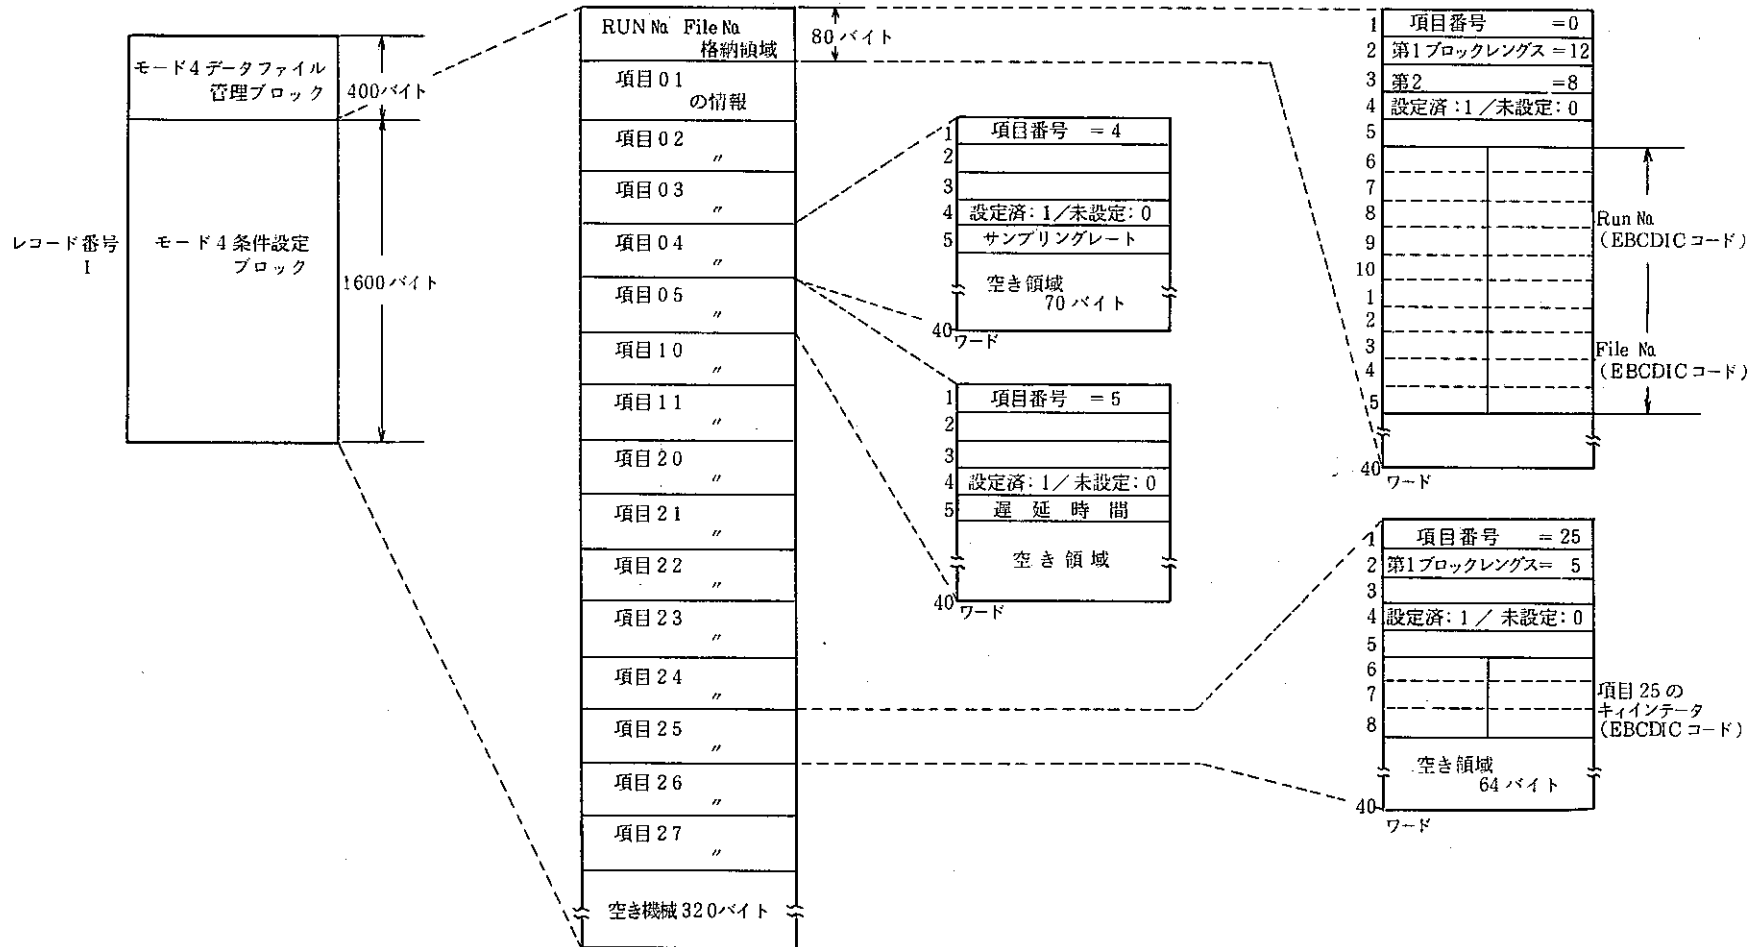 モード4データファイル
管理ブロック
400バイト
レコード番号
I
モード4条件設定
ブロック
1600バイト
RUN No. File No.
格納領域
80バイト
項目01
の情報
項目02
〃
項目03
〃
項目04
〃
項目05
〃
項目10
〃
項目11
〃
項目20
〃
項目21
〃
項目22
〃
項目23
〃
項目24
〃
項目25
〃
項目26
〃
項目27
〃
空き機械320バイト
1 項目番号 =4
2
3
4 設定済:1/未設定:0
5 サンプリングレート
空き領域
70バイト
40
ワード
1 項目番号 =5
2
3
4 設定済:1/未設定:0
5 遅延時間
空き領域
40
ワード
1 項目番号 =0
2 第1ブロックレングス=12
3 第2 =8
4 設定済:1/未設定:0
5
6
7
8
9
10
1
2
3
4
5
Run No.
(EBCDICコード)
File No.
(EBCDICコード)
40
ワード
1 項目番号 =25
2 第1ブロックレングス= 5
3
4 設定済:1/未設定:0
5
6
7
8
項目25の
キィインテータ
(EBCDICコード)
空き領域
64バイト
40
ワード